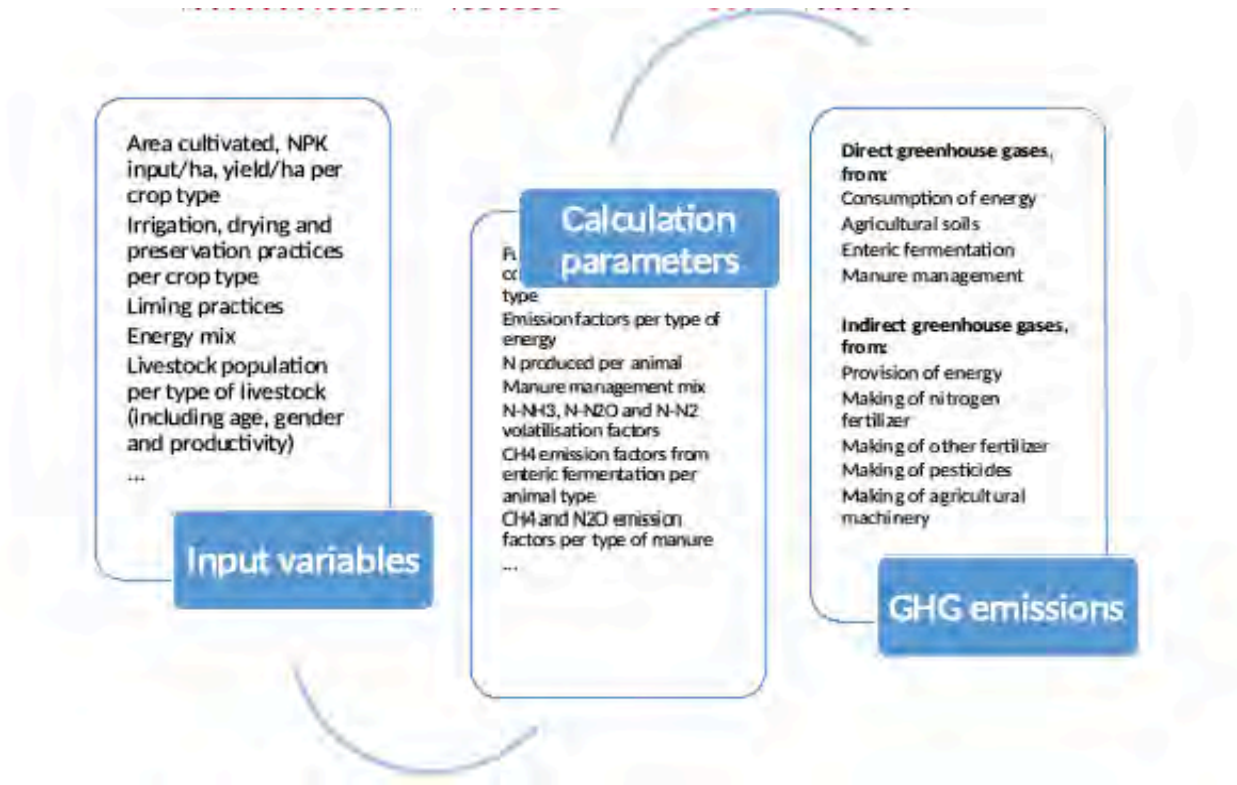 Area cultivated, NPK
input/ha, yield/ha per
crop type
Irrigation, drying and
preservation practices
per crop type
Liming practices
Energy mix
Livestock population
per type of livestock
(including age, gender
and productivity)
...
Input variables
Calculation
parameters
type
Emission factors per type of
energy
N produced per animal
Manure management mix
N-NH3, N-N2O and N-N2
volatilisation factors
CH4 emission factors from
enteric fermentation per
animal type
CH4 and N2O emission
factors per type of manure
...
Direct greenhouse gases,
from:
Consumption of energy
Agricultural soils
Enteric fermentation
Manure management
Indirect greenhouse gases,
from:
Provision of energy
Making of nitrogen
fertilizer
Making of other fertilizer
Making of pesticides
Making of agricultural
machinery
GHG emissions